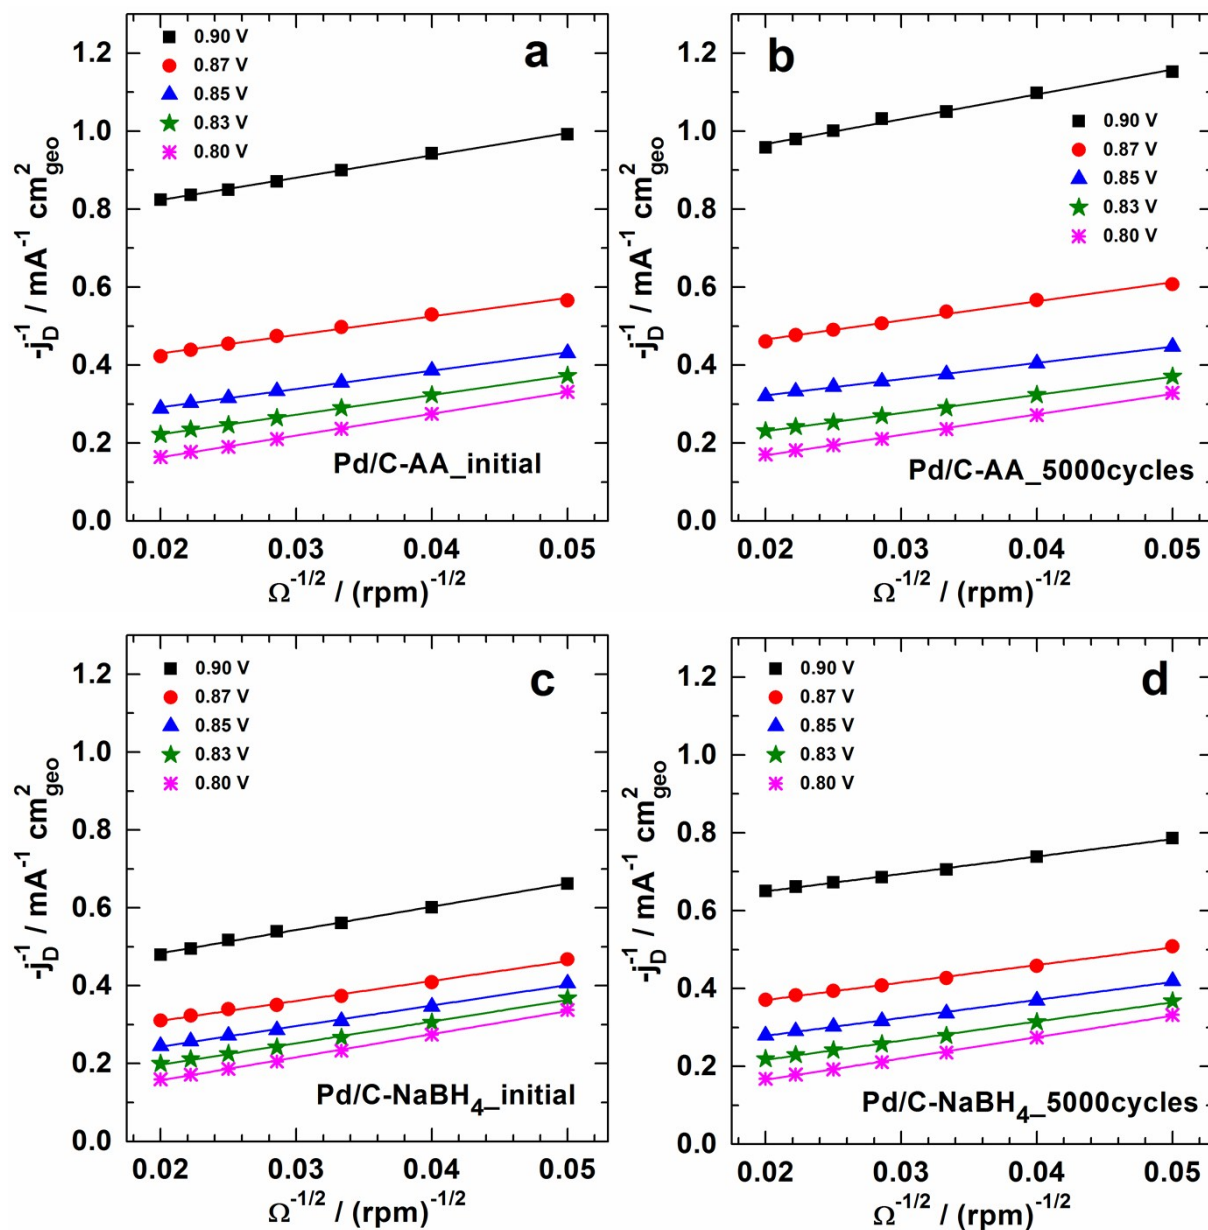 a
0.90 V
0.87 V
0.85 V
0.83 V
0.80 V
1.2
1.0
0.8
0.6
0.4
0.2
0.0
-j_D^-1 / mA^-1 cm^2_geo
Pd/C-AA_initial
0.02 0.03 0.04 0.05
Ω^-1/2 / (rpm)^-1/2
b
0.90 V
0.87 V
0.85 V
0.83 V
0.80 V
1.2
1.0
0.8
0.6
0.4
0.2
0.0
-j_D^-1 / mA^-1 cm^2_geo
Pd/C-AA_5000cycles
0.02 0.03 0.04 0.05
Ω^-1/2 / (rpm)^-1/2
c
0.90 V
0.87 V
0.85 V
0.83 V
0.80 V
1.2
1.0
0.8
0.6
0.4
0.2
0.0
-j_D^-1 / mA^-1 cm^2_geo
Pd/C-NaBH₄_initial
0.02 0.03 0.04 0.05
Ω^-1/2 / (rpm)^-1/2
d
0.90 V
0.87 V
0.85 V
0.83 V
0.80 V
1.2
1.0
0.8
0.6
0.4
0.2
0.0
-j_D^-1 / mA^-1 cm^2_geo
Pd/C-NaBH₄_5000cycles
0.02 0.03 0.04 0.05
Ω^-1/2 / (rpm)^-1/2